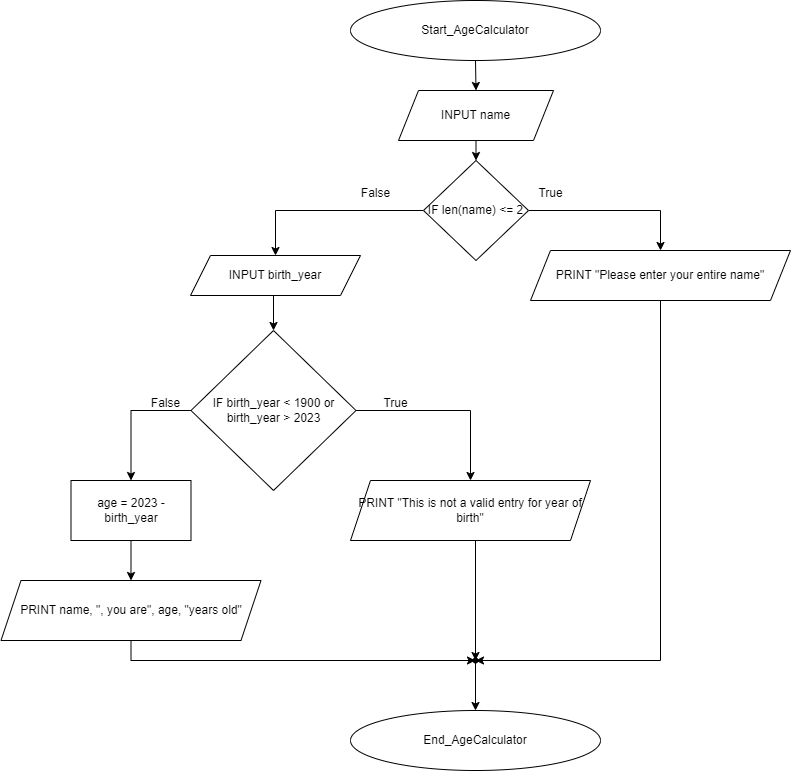 Start_AgeCalculator
INPUT name
False
True
IF len(name) <= 2
INPUT birth_year
PRINT "Please enter your entire name"
False
IF birth_year < 1900 or
birth_year > 2023
True
age = 2023 -
birth_year
PRINT "This is not a valid entry for year of
birth"
PRINT name, ", you are", age, "years old"
End_AgeCalculator